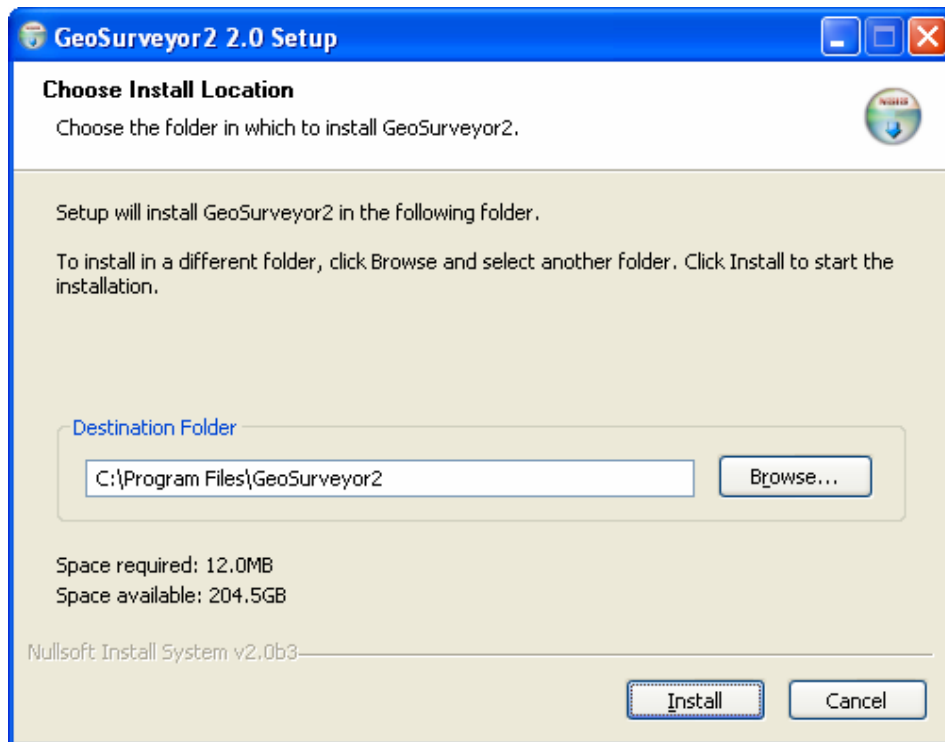 GeoSurveyor2 2.0 Setup
Choose Install Location
Choose the folder in which to install GeoSurveyor2.
Setup will install GeoSurveyor2 in the following folder.
To install in a different folder, click Browse and select another folder. Click Install to start the
installation.
Destination Folder
C:\Program Files\GeoSurveyor2
Browse...
Space required: 12.0MB
Space available: 204.5GB
Nullsoft Install System v2.0b3
Install
Cancel